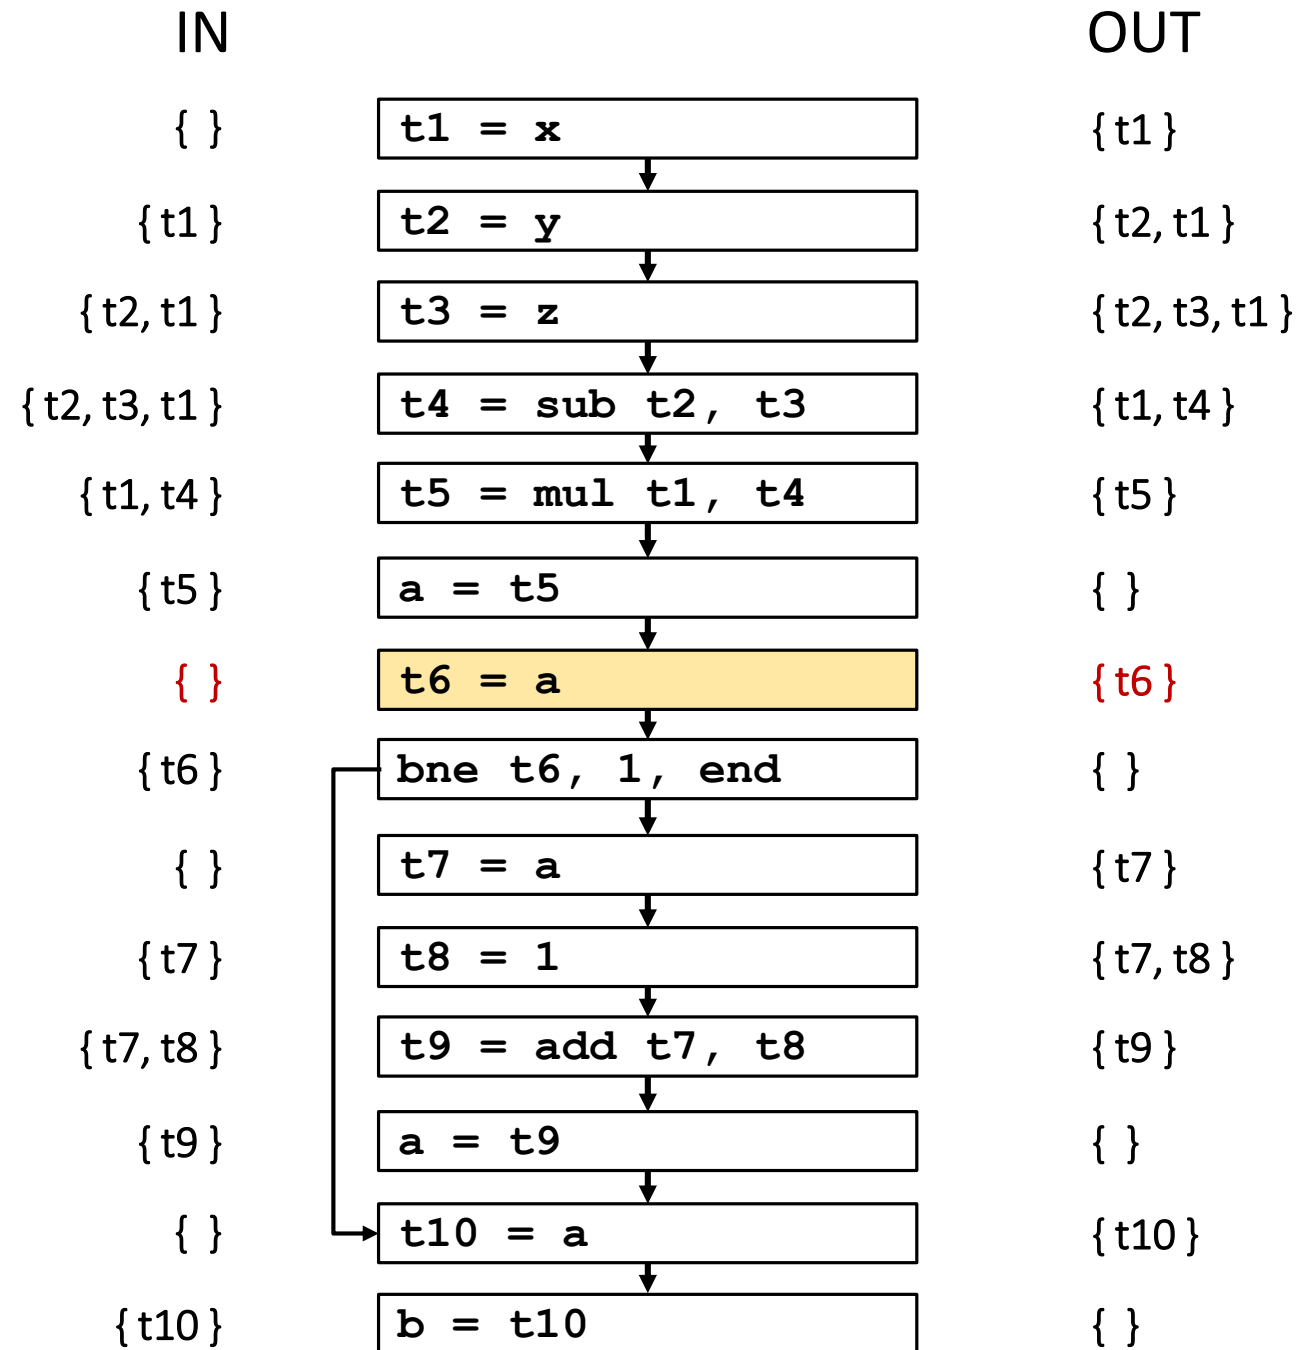 IN OUT
{ } t1 = x { t1 }
{ t1 } t2 = y { t2, t1 }
{ t2, t1 } t3 = z { t2, t3, t1 }
{ t2, t3, t1 } t4 = sub t2, t3 { t1, t4 }
{ t1, t4 } t5 = mul t1, t4 { t5 }
{ t5 } a = t5 { }
{ } t6 = a { t6 }
{ t6 } bne t6, 1, end { }
{ } t7 = a { t7 }
{ t7 } t8 = 1 { t7, t8 }
{ t7, t8 } t9 = add t7, t8 { t9 }
{ t9 } a = t9 { }
{ } t10 = a { t10 }
{ t10 } b = t10 { }